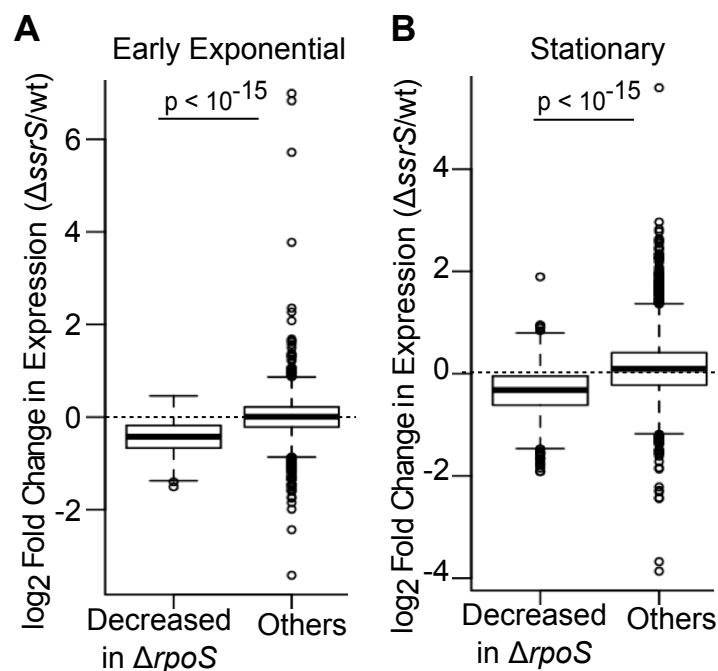 A
Early Exponential
p < 10^-15
log2 Fold Change in Expression (ΔssrS/wt)
6
4
2
0
-2
Decreased
in ΔrpoS
Others
B
Stationary
p < 10^-15
log2 Fold Change in Expression (ΔssrS/wt)
4
2
0
-2
-4
Decreased
in ΔrpoS
Others